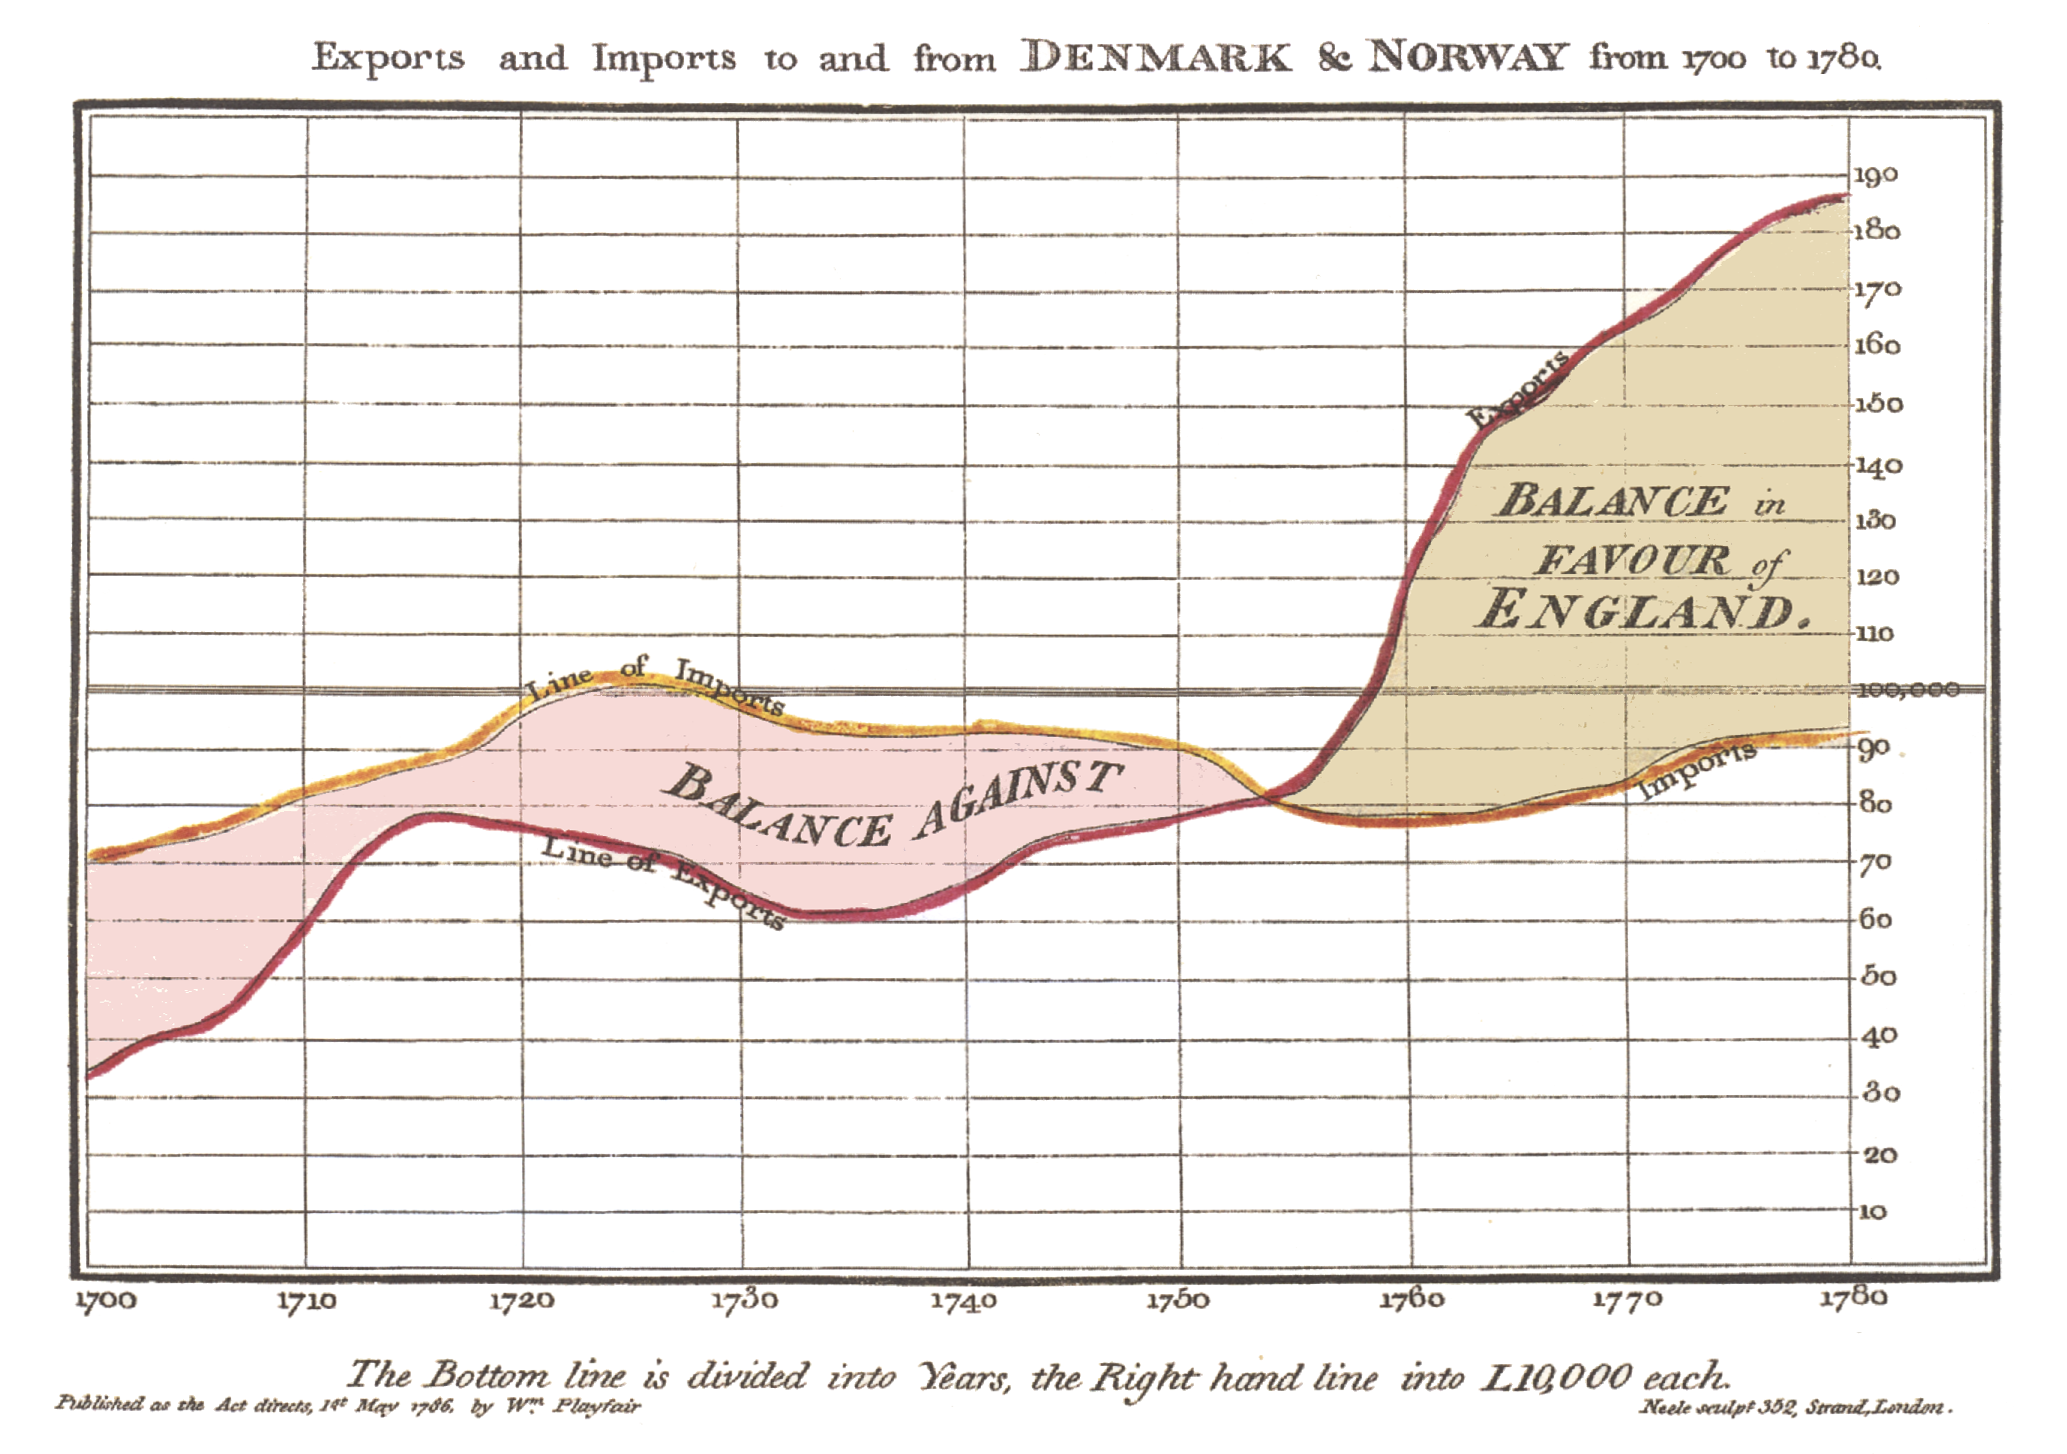 Exports and Imports to and from DENMARK & NORWAY from 1700 to 1780.
190
180
170
160
150
140
130
120
110
100,000
90
80
70
60
50
40
30
20
10
Line of Imports
Line of Exports
BALANCE AGAINST
Exports
BALANCE in
FAVOUR of
ENGLAND.
Imports
1700 1710 1720 1730 1740 1750 1760 1770 1780
The Bottom line is divided into Years, the Right hand line into L10,000 each.
Published as the Act directs, 1st May 1786. by Wm. Playfair
Neele sculpt 352, Strand, London.